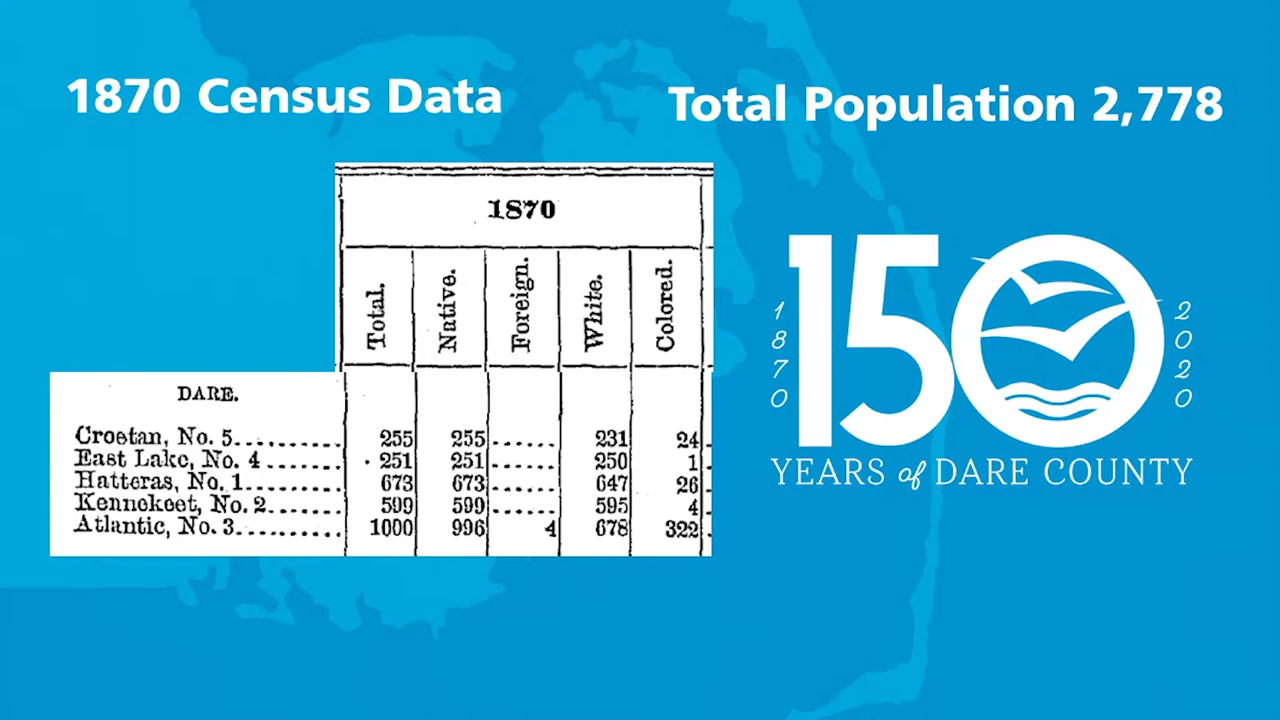 1870 Census Data
Total Population 2,778
1870
Total. Native. Foreign. White. Colored.
DARE.
Croatan, No. 5.......... 255 255 ...... 231 24
East Lake, No. 4 ....... 251 251 ...... 250 1
Hatteras, No. 1......... 673 673 ...... 647 26
Kennekeet, No. 2........ 599 599 ...... 595 4
Atlantic, No. 3.......... 1000 996 4 678 322
1870
150
2020
YEARS of DARE COUNTY